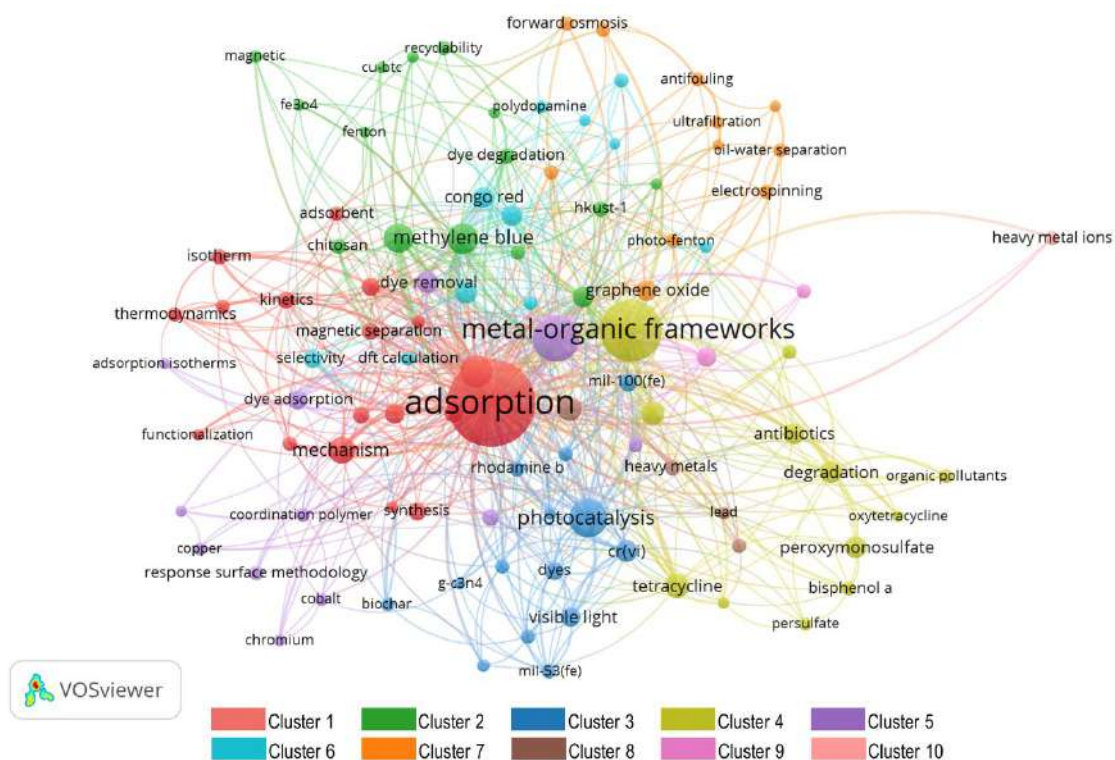 forward osmosis
magnetic
recyclability
cu-btc
antifouling
fe3o4
polydopamine
ultrafiltration
fenton
oil-water separation
dye degradation
electrospinning
congo red
adsorbent
hkust-1
methylene blue
photo-fenton
heavy metal ions
chitosan
isotherm
dye removal
graphene oxide
kinetics
thermodynamics
magnetic separation
metal-organic frameworks
adsorption isotherms
selectivity
dft calculation
mil-100(fe)
dye adsorption
adsorption
functionalization
antibiotics
mechanism
rhodamine b
heavy metals
degradation
organic pollutants
synthesis
coordination polymer
photocatalysis
lead
oxytetracycline
copper
cr(vi)
peroxymonosulfate
response surface methodology
g-c3n4
dyes
tetracycline
bisphenol a
cobalt
biochar
visible light
persulfate
chromium
mil-53(fe)
VOSviewer
Cluster 1
Cluster 2
Cluster 3
Cluster 4
Cluster 5
Cluster 6
Cluster 7
Cluster 8
Cluster 9
Cluster 10